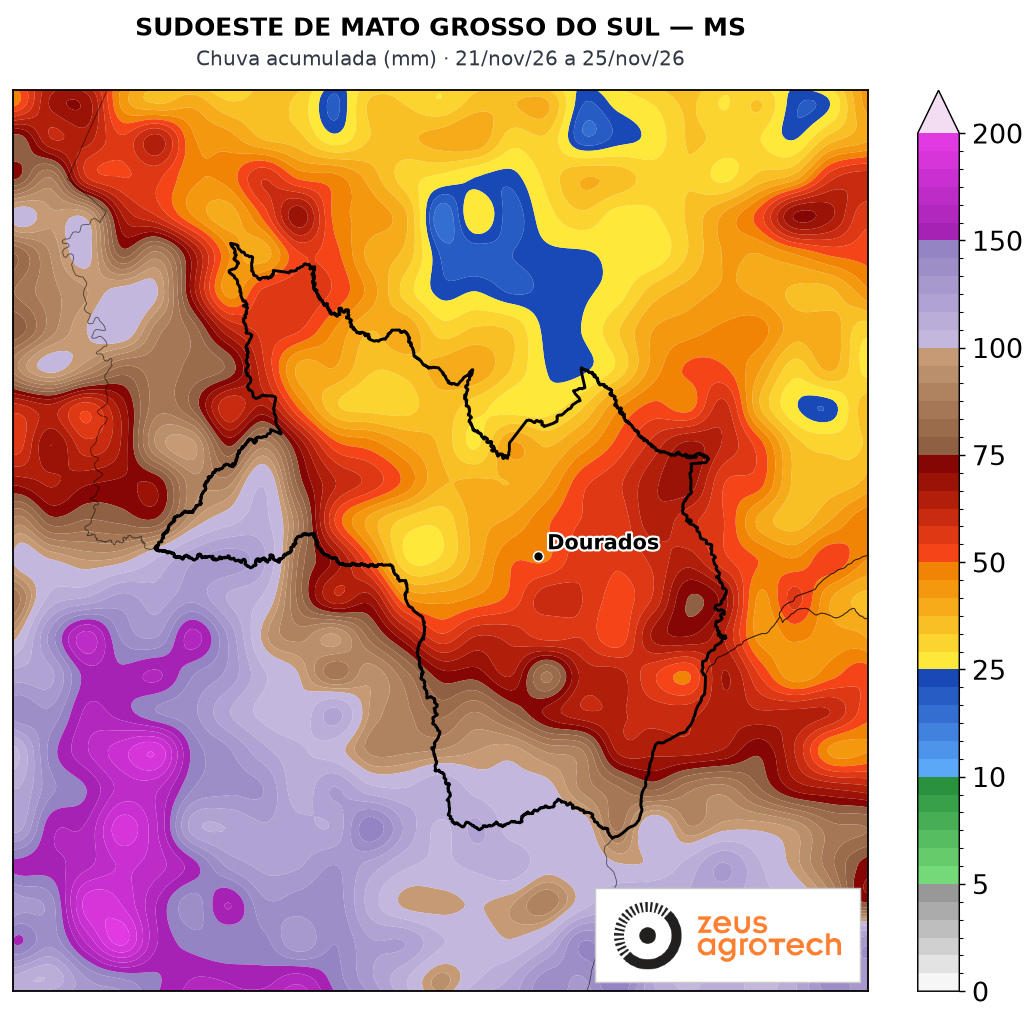 SUDOESTE DE MATO GROSSO DO SUL — MS
Chuva acumulada (mm) · 21/nov/26 a 25/nov/26
200
150
100
75
50
25
10
5
0
Dourados
zeus
agrotech